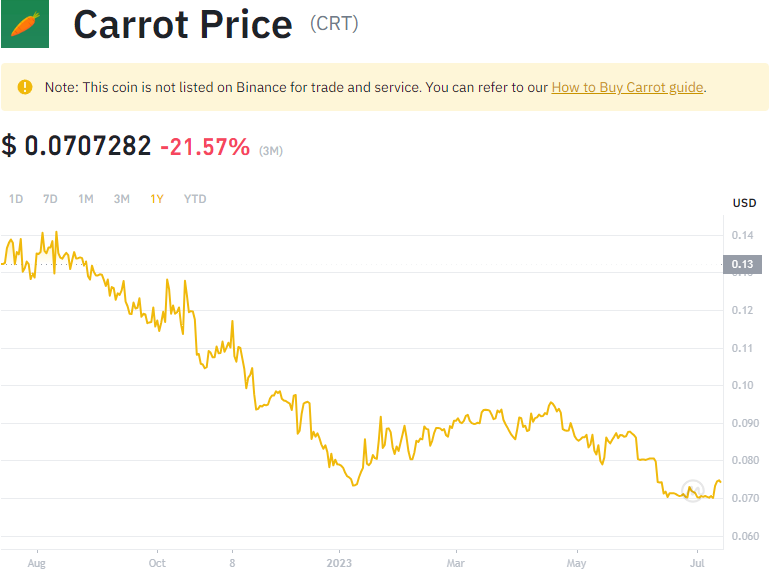 Carrot Price (CRT)
Note: This coin is not listed on Binance for trade and service. You can refer to our How to Buy Carrot guide.
$ 0.0707282 -21.57% (3M)
1D 7D 1M 3M 1Y YTD
USD
0.14
0.13
0.12
0.11
0.10
0.090
0.080
0.070
0.060
Aug Oct 8 2023 Mar May Jul